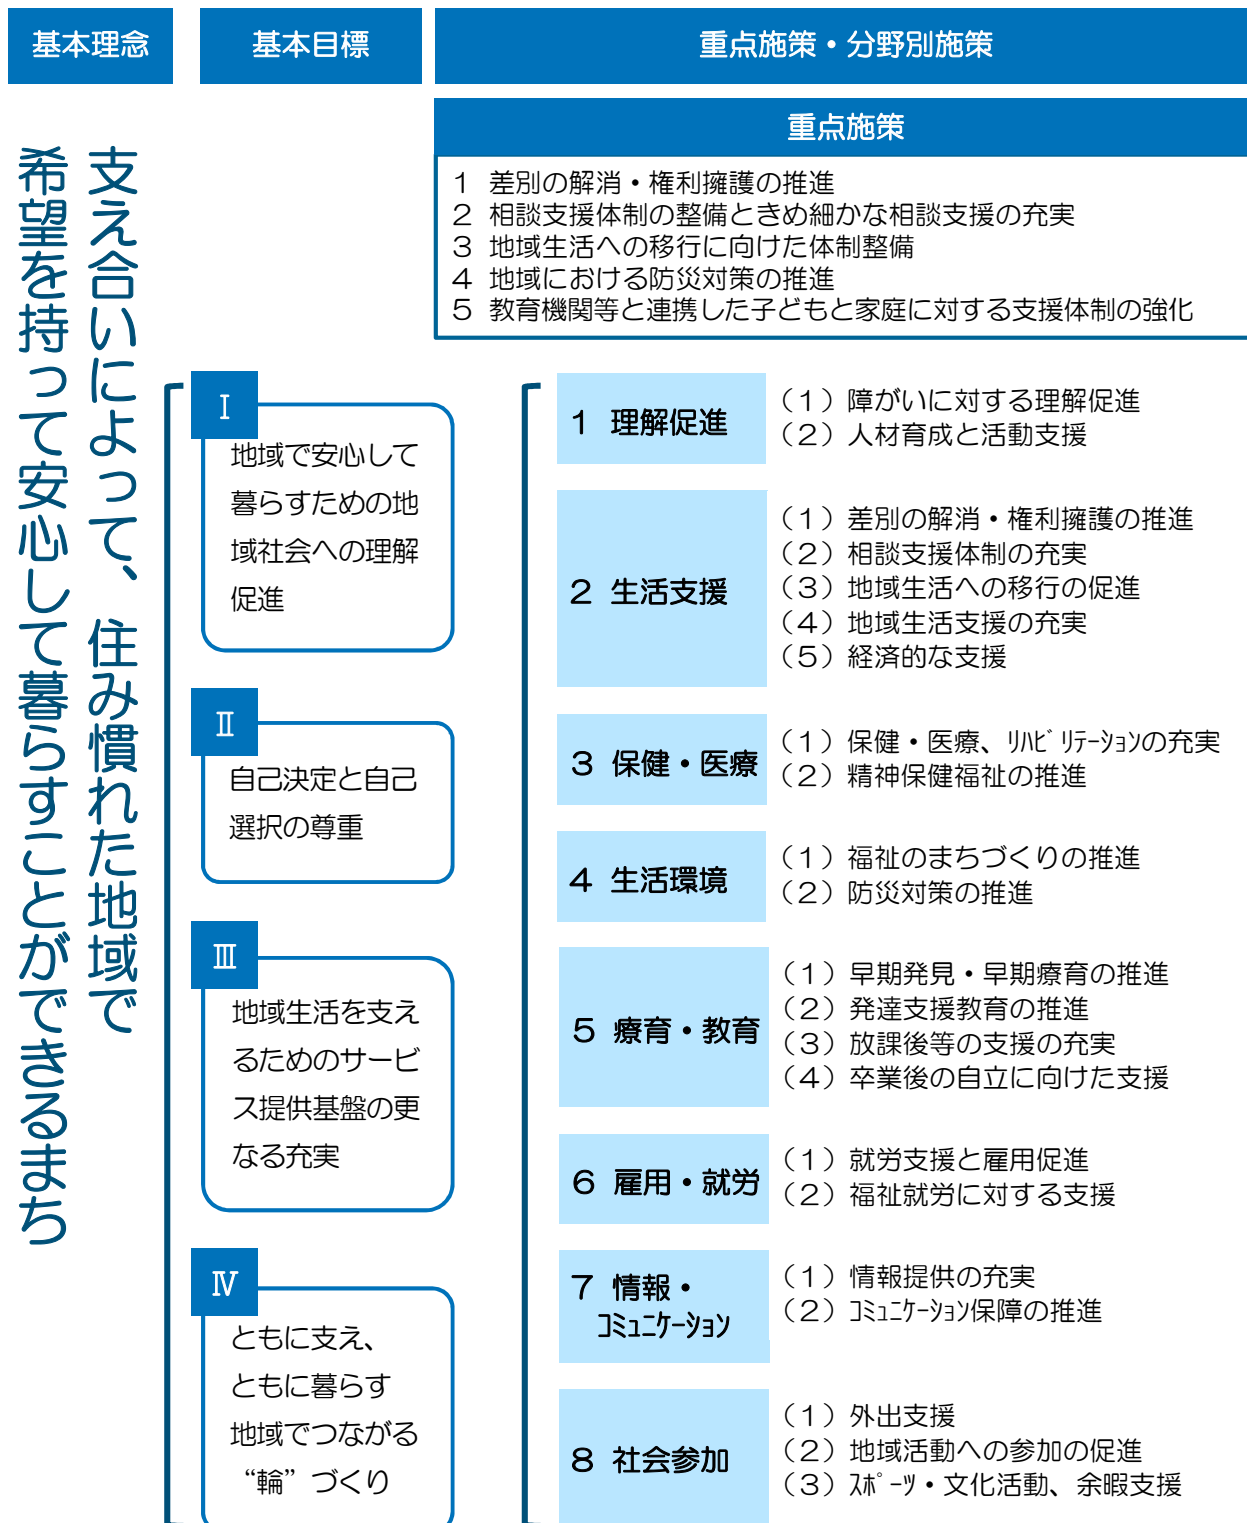 基本理念
基本目標
重点施策・分野別施策
重点施策
1 差別の解消・権利擁護の推進
2 相談支援体制の整備ときめ細かな相談支援の充実
3 地域生活への移行に向けた体制整備
4 地域における防災対策の推進
5 教育機関等と連携した子どもと家庭に対する支援体制の強化
支え合いによって、住み慣れた地域で
希望を持って安心して暮らすことができるまち
Ⅰ
地域で安心して
暮らすための地
域社会への理解
促進
Ⅱ
自己決定と自己
選択の尊重
Ⅲ
地域生活を支え
るためのサービ
ス提供基盤の更
なる充実
Ⅳ
ともに支え、
ともに暮らす
地域でつながる
“輪”づくり
1 理解促進
（1）障がいに対する理解促進
（2）人材育成と活動支援
2 生活支援
（1）差別の解消・権利擁護の推進
（2）相談支援体制の充実
（3）地域生活への移行の促進
（4）地域生活支援の充実
（5）経済的な支援
3 保健・医療
（1）保健・医療、ﾘﾊﾋﾞﾘﾃｰｼｮﾝの充実
（2）精神保健福祉の推進
4 生活環境
（1）福祉のまちづくりの推進
（2）防災対策の推進
5 療育・教育
（1）早期発見・早期療育の推進
（2）発達支援教育の推進
（3）放課後等の支援の充実
（4）卒業後の自立に向けた支援
6 雇用・就労
（1）就労支援と雇用促進
（2）福祉就労に対する支援
7 情報・
ｺﾐｭﾆｹｰｼｮﾝ
（1）情報提供の充実
（2）ｺﾐｭﾆｹｰｼｮﾝ保障の推進
8 社会参加
（1）外出支援
（2）地域活動への参加の促進
（3）ｽﾎﾟｰﾂ・文化活動、余暇支援